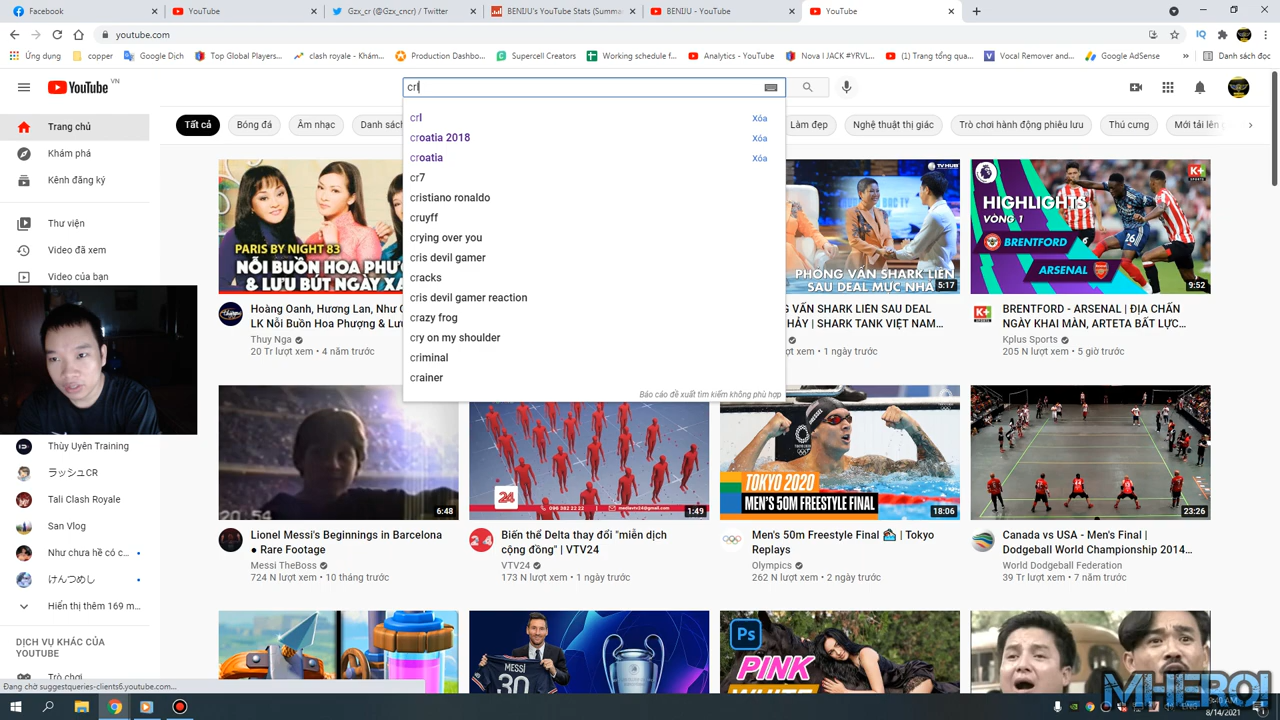 Facebook
YouTube
Gzx_cr (@Gzx_cncr) / Twitter
BENIJU's YouTube Stats (Summa
BENIJU - YouTube
YouTube
youtube.com
Ứng dụng
copper
Google Dịch
Top Global Players...
clash royale - Khám...
Production Dashbo...
Supercell Creators
Working schedule f...
Analytics - YouTube
Nova l JACK #YRVL...
(1) Trang tổng qua...
Vocal Remover and...
Google AdSense
Danh sách đọc
YouTube VN
crl
Trang chủ
Khám phá
Kênh đăng ký
Thư viện
Video đã xem
Video của bạn
Tất cả
Bóng đá
Âm nhạc
Danh sách
Làm đẹp
Nghệ thuật thị giác
Trò chơi hành động phiêu lưu
Thú cưng
Mới tải lên
crl Xóa
croatia 2018 Xóa
croatia Xóa
cr7
cristiano ronaldo
cruyff
crying over you
cris devil gamer
cracks
cris devil gamer reaction
crazy frog
cry on my shoulder
criminal
crainer
Báo cáo đề xuất tìm kiếm không phù hợp
PARIS BY NIGHT 83
NỖI BUỒN HOA PHƯ
& LƯU BÚT NGÀY X
Hoàng Oanh, Hương Lan, Như
LK Nỗi Buồn Hoa Phượng & Lưu
Thuy Nga
20 Tr lượt xem • 4 năm trước
TV HUB
PHỎNG VẤN SHARK LIÊN
SAU DEAL MỰC NHẢ
5:17
VẤN SHARK LIÊN SAU DEAL
HẢY | SHARK TANK VIỆT NAM...
xem • 1 ngày trước
HIGHLIGHTS
VÒNG 1
BRENTFORD
ARSENAL
K+
SPORTS
9:52
BRENTFORD - ARSENAL | ĐỊA CHẤN
NGÀY KHAI MÀN, ARTETA BẤT LỰC...
Kplus Sports
205 N lượt xem • 5 giờ trước
Thùy Uyên Training
ラッシュCR
Tali Clash Royale
San Vlog
Như chưa hề có c...
けんつめし
Hiển thị thêm 169 m...
DỊCH VỤ KHÁC CỦA
YOUTUBE
Trò chơi
6:48
Lionel Messi's Beginnings in Barcelona
● Rare Footage
Messi TheBoss
724 N lượt xem • 10 tháng trước
24
1:49
Biến thể Delta thay đổi "miễn dịch
cộng đồng" | VTV24
VTV24
173 N lượt xem • 1 ngày trước
TOKYO 2020
MEN'S 50M FREESTYLE FINAL
18:06
Men's 50m Freestyle Final | Tokyo
Replays
Olympics
262 N lượt xem • 2 ngày trước
23:26
Canada vs USA - Men's Final |
Dodgeball World Championship 2014...
World Dodgeball Federation
39 Tr lượt xem • 7 năm trước
MESSI
30
Ps
PINK
WHITE
Đang chờ suggestqueries-clients6.youtube.com...
MHERO!
8/14/2021